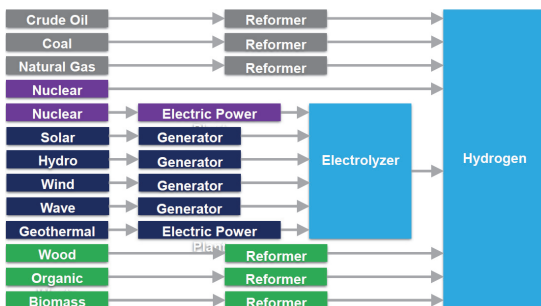 Crude Oil Reformer
Coal Reformer
Natural Gas Reformer
Nuclear
Nuclear Electric Power
Solar Generator
Hydro Generator Electrolyzer Hydrogen
Wind Generator
Wave Generator
Geothermal Electric Power
Wood Reformer
Organic Reformer
Biomass Reformer